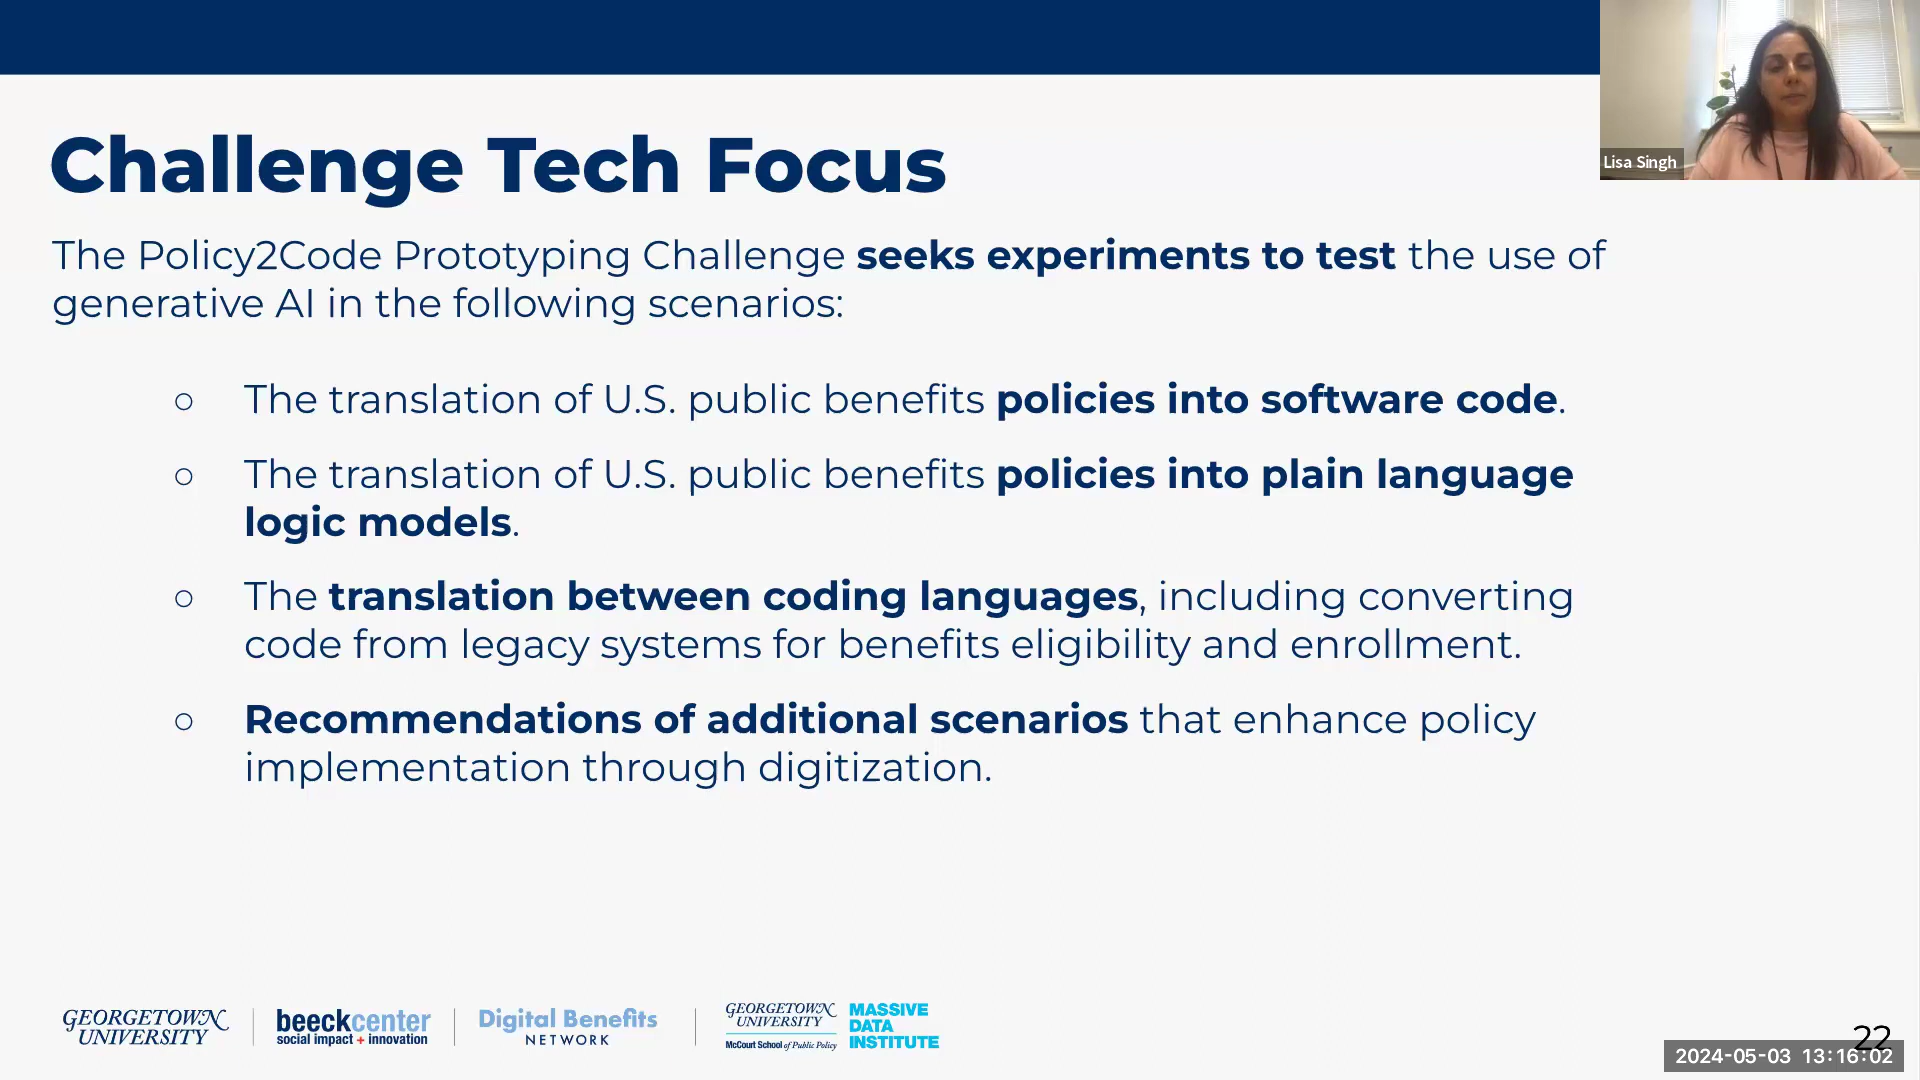 Lisa Singh
Challenge Tech Focus
The Policy2Code Prototyping Challenge seeks experiments to test the use of
generative AI in the following scenarios:
○ The translation of U.S. public benefits policies into software code.
○ The translation of U.S. public benefits policies into plain language
logic models.
○ The translation between coding languages, including converting
code from legacy systems for benefits eligibility and enrollment.
○ Recommendations of additional scenarios that enhance policy
implementation through digitization.
GEORGETOWN
UNIVERSITY
beeckcenter
social impact + innovation
Digital Benefits
NETWORK
GEORGETOWN
UNIVERSITY
McCourt School of Public Policy
MASSIVE
DATA
INSTITUTE
22
2024-05-03 13:16:02